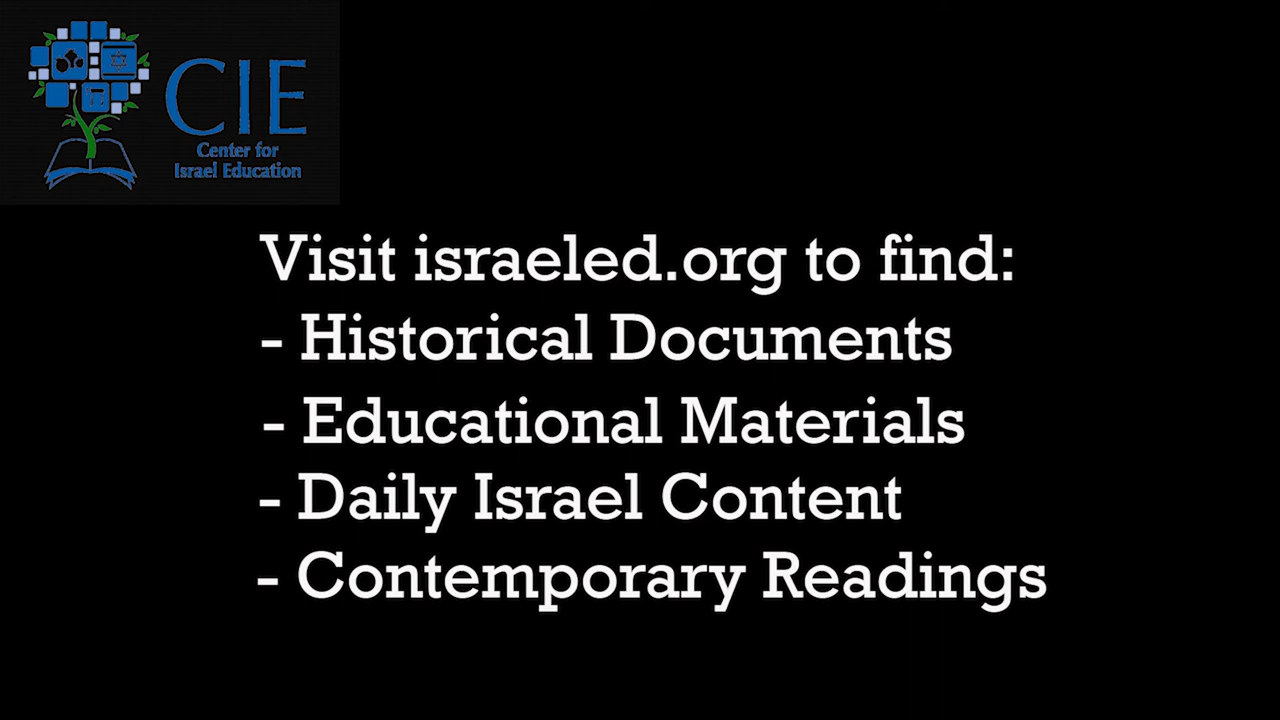 CIE
Center for
Israel Education
Visit israeled.org to find:
- Historical Documents
- Educational Materials
- Daily Israel Content
- Contemporary Readings